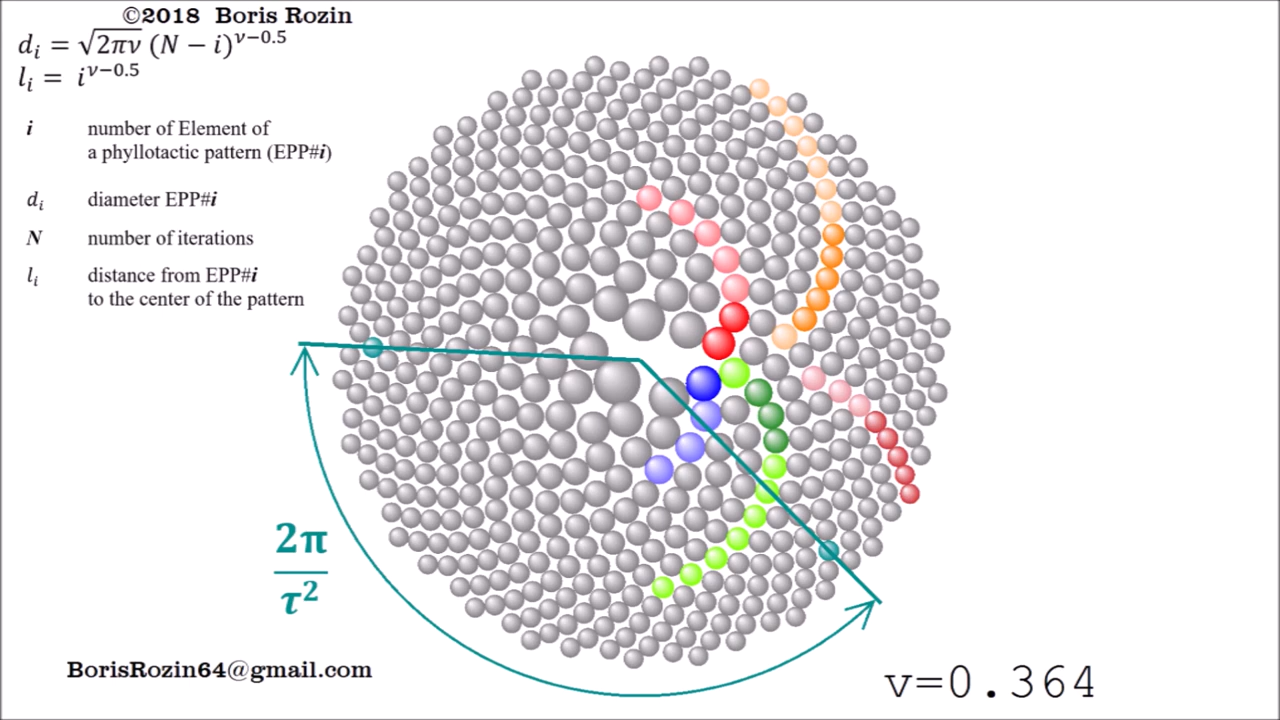 ©2018 Boris Rozin
dᵢ = √2πν (N − i)^ν−0.5
lᵢ = i^ν−0.5
i number of Element of
a phyllotactic pattern (EPP#i)
dᵢ diameter EPP#i
N number of iterations
lᵢ distance from EPP#i
to the center of the pattern
2π
τ²
BorisRozin64@gmail.com
v=0.364